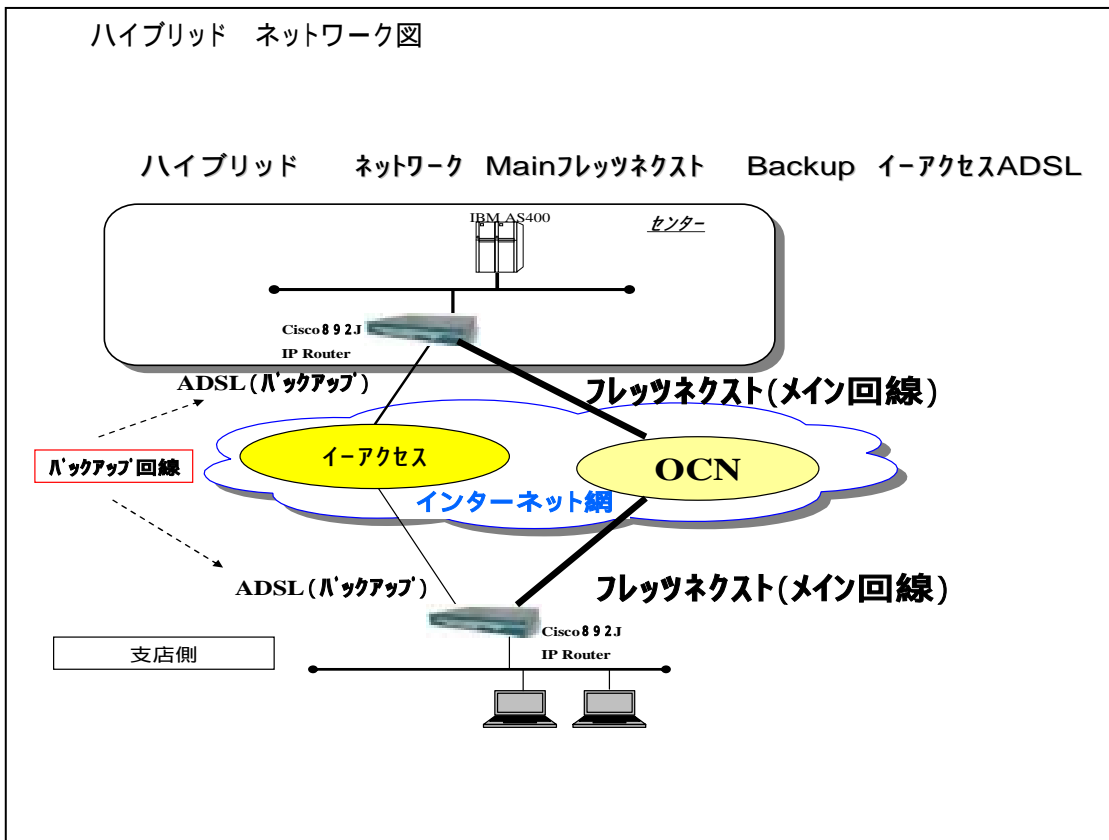 ハイブリッド　ネットワーク図
ハイブリッド　ネットワーク　Mainフレッツネクスト　Backup　イーアクセスADSL
IBM AS400
センター
Cisco８９２J
IP Router
ADSL(ﾊﾞｯｸｱｯﾌﾟ)
フレッツネクスト(メイン回線)
ﾊﾞｯｸｱｯﾌﾟ回線
イーアクセス
OCN
インターネット網
ADSL(ﾊﾞｯｸｱｯﾌﾟ)
フレッツネクスト(メイン回線)
Cisco８９２J
IP Router
支店側